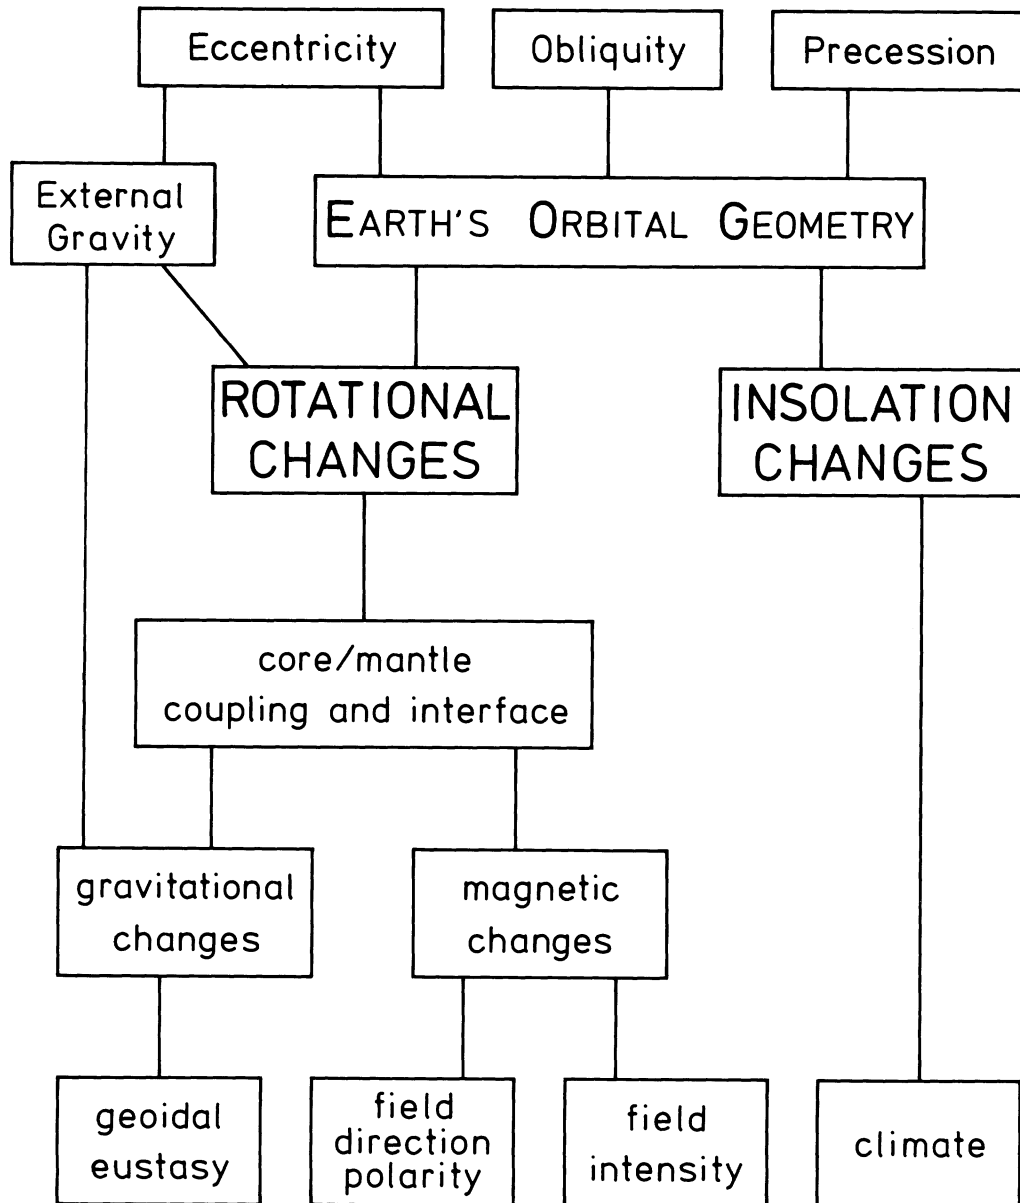 Eccentricity
Obliquity
Precession
External
Gravity
EARTH'S ORBITAL GEOMETRY
ROTATIONAL
CHANGES
INSOLATION
CHANGES
core/mantle
coupling and interface
gravitational
changes
magnetic
changes
geoidal
eustasy
field
direction
polarity
field
intensity
climate